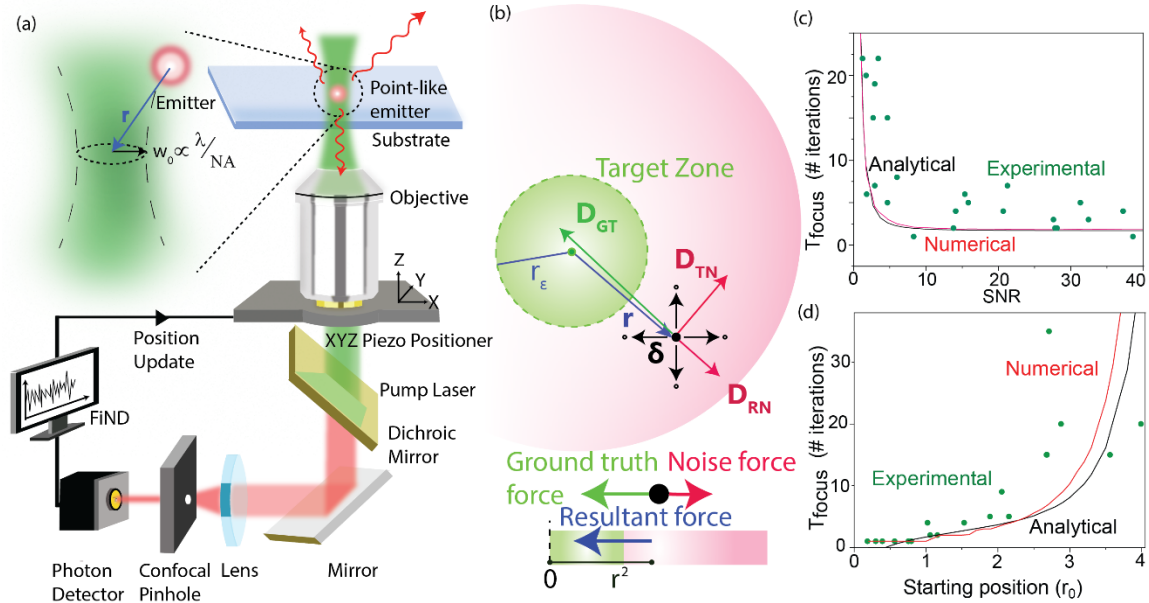 (a)
Emitter
r
w₀∝ λ/NA
Point-like
emitter
Substrate
Objective
Z
Y
X
Position
Update
XYZ Piezo Positioner
Pump Laser
Dichroic
Mirror
FiND
Photon
Detector
Confocal
Pinhole
Lens
Mirror
(b)
Target Zone
D_GT
r_ε
r
D_TN
δ
D_RN
Ground truth
force
Noise force
Resultant force
0
r²
(c)
T_focus (# iterations)
20
10
0
Analytical
Experimental
Numerical
0
10
20
30
40
SNR
(d)
T_focus (# iterations)
30
20
10
0
Numerical
Experimental
Analytical
0
1
2
3
4
Starting position (r₀)